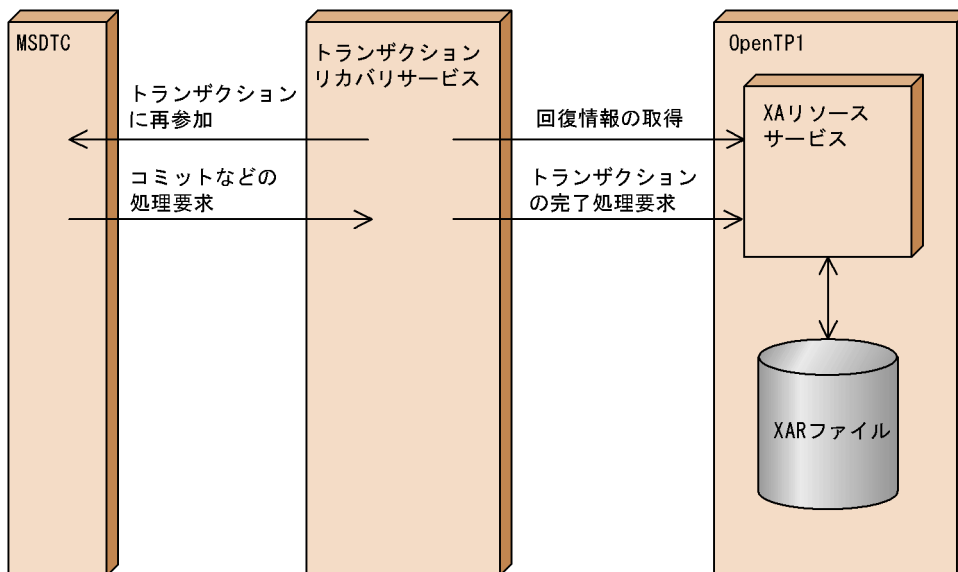 MSDTC
トランザクション
リカバリサービス
OpenTP1
トランザクション
に再参加
回復情報の取得
XAリソース
サービス
コミットなどの
処理要求
トランザクション
の完了処理要求
XARファイル